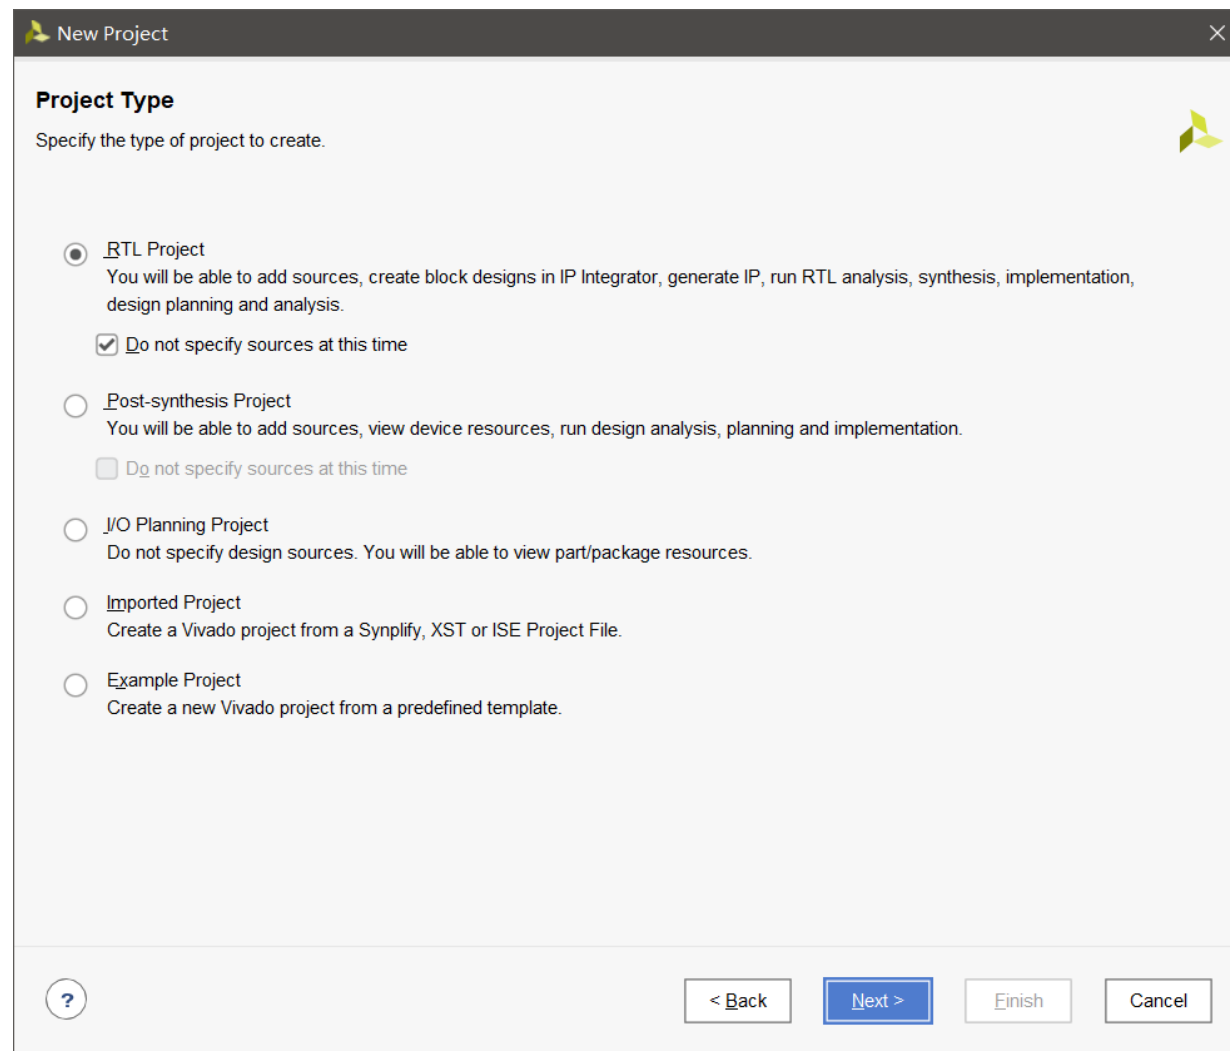 New Project
Project Type
Specify the type of project to create.
RTL Project
You will be able to add sources, create block designs in IP Integrator, generate IP, run RTL analysis, synthesis, implementation,
design planning and analysis.
Do not specify sources at this time
Post-synthesis Project
You will be able to add sources, view device resources, run design analysis, planning and implementation.
Do not specify sources at this time
I/O Planning Project
Do not specify design sources. You will be able to view part/package resources.
Imported Project
Create a Vivado project from a Synplify, XST or ISE Project File.
Example Project
Create a new Vivado project from a predefined template.
? < Back Next > Finish Cancel